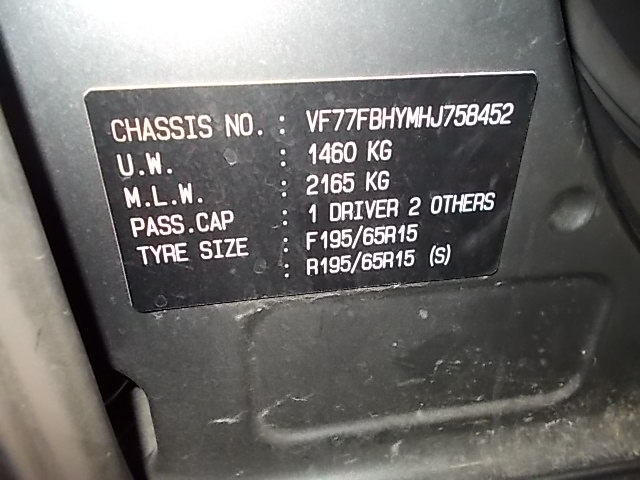 CHASSIS NO. : VF77FBHYMHJ758452
U.W. : 1460 KG
M.L.W. : 2165 KG
PASS.CAP : 1 DRIVER 2 OTHERS
TYRE SIZE : F195/65R15
: R195/65R15 (S)